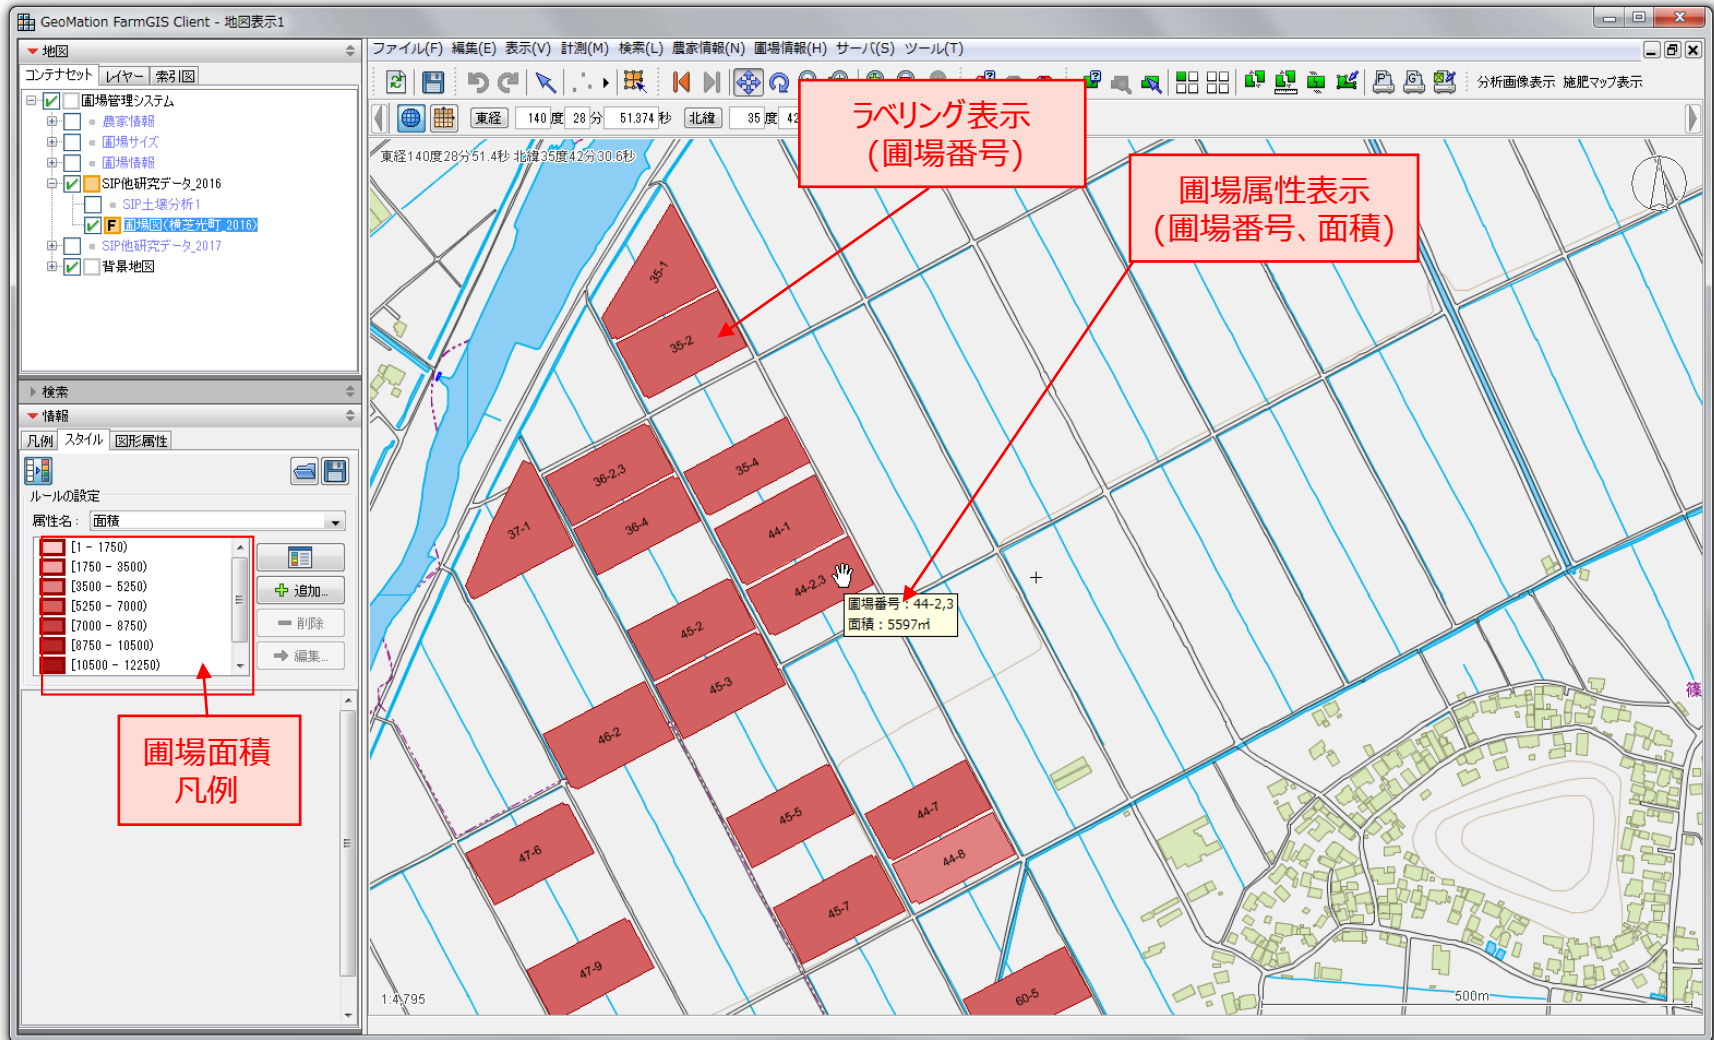 GeoMation FarmGIS Client - 地図表示1
地図
コンテナセット レイヤー 索引図
圃場管理システム
農家情報
圃場サイズ
圃場情報
SIP他研究データ_2016
SIP土壌分析1
F 圃場図(横芝光町_2016)
SIP他研究データ_2017
背景地図
検索
情報
凡例 スタイル 図形属性
ルールの設定
属性名: 面積
[1 - 1750)
[1750 - 3500)
[3500 - 5250)
[5250 - 7000)
[7000 - 8750)
[8750 - 10500)
[10500 - 12250)
追加...
削除
編集...
圃場面積
凡例
ファイル(F) 編集(E) 表示(V) 計測(M) 検索(L) 農家情報(N) 圃場情報(H) サーバ(S) ツール(T)
分析画像表示 施肥マップ表示
東経 140 度 28 分 51.374 秒 北緯 35 度 42
東経140度28分51.4秒 北緯35度42分30.6秒
ラベリング表示
(圃場番号)
圃場属性表示
(圃場番号、面積)
35-1
35-2
36-2,3
35-4
37-1
36-4
44-1
44-2,3
圃場番号:44-2,3
面積:5597㎡
45-2
45-3
46-2
篠
45-5
44-7
47-6
44-8
45-7
47-9
60-5
1:4,795
500m